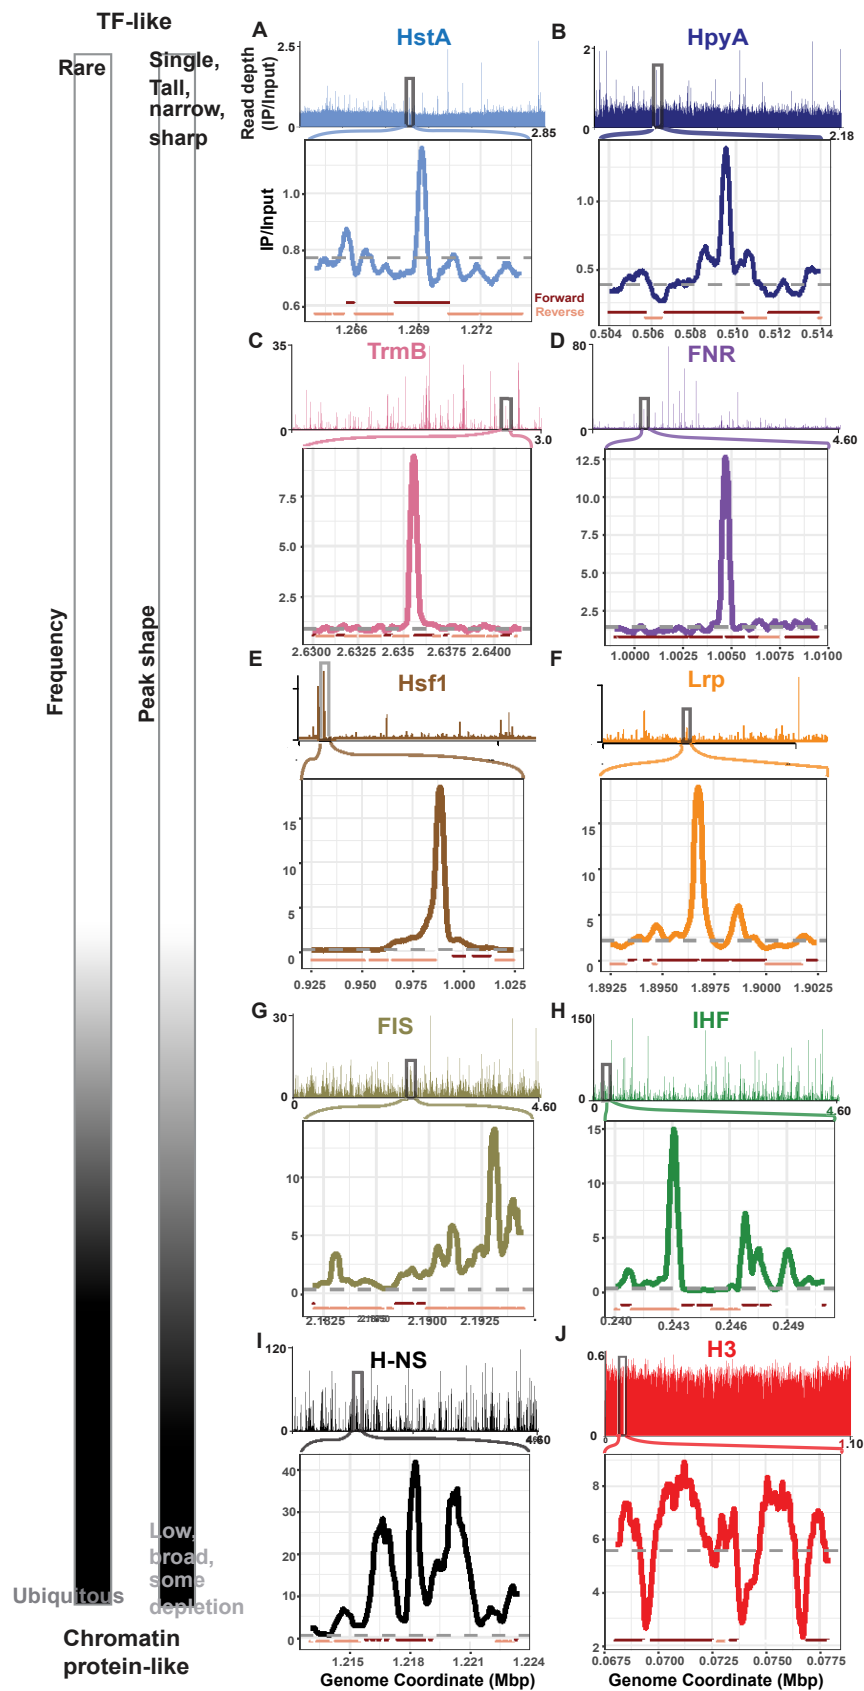 TF-like
Rare
Single,
Tall,
narrow,
sharp
Frequency
Peak shape
Ubiquitous
Low,
broad,
some
depletion
Chromatin
protein-like
A
HstA
Read depth
(IP/Input)
2.5
0
2.85
IP/Input
1.0
0.8
0.6
Forward
Reverse
1.266 1.269 1.272
B
HpyA
2
0
2.18
1.0
0.5
0.504 0.506 0.508 0.510 0.512 0.514
C
TrmB
35
0
3.0
7.5
5.0
2.5
2.6300 2.6325 2.635 2.6375 2.6400
D
FNR
80
0
4.60
12.5
10.0
7.5
5.0
2.5
1.0000 1.0025 1.0050 1.0075 1.0100
E
Hsf1
15
10
5
0
0.925 0.950 0.975 1.000 1.025
F
Lrp
15
10
5
0
1.8925 1.8950 1.8975 1.9000 1.9025
G
FIS
30
0
0
4.60
10
5
0
2.1825 2.1900 2.1925
H
IHF
150
0
0
4.60
15
10
5
0
0.240 0.243 0.246 0.249
I
H-NS
120
0
4.60
40
30
20
10
0
1.215 1.218 1.221 1.224
Genome Coordinate (Mbp)
J
H3
0.6
0
0
1.10
8
6
4
2
0.0675 0.0700 0.0725 0.0750 0.0775
Genome Coordinate (Mbp)